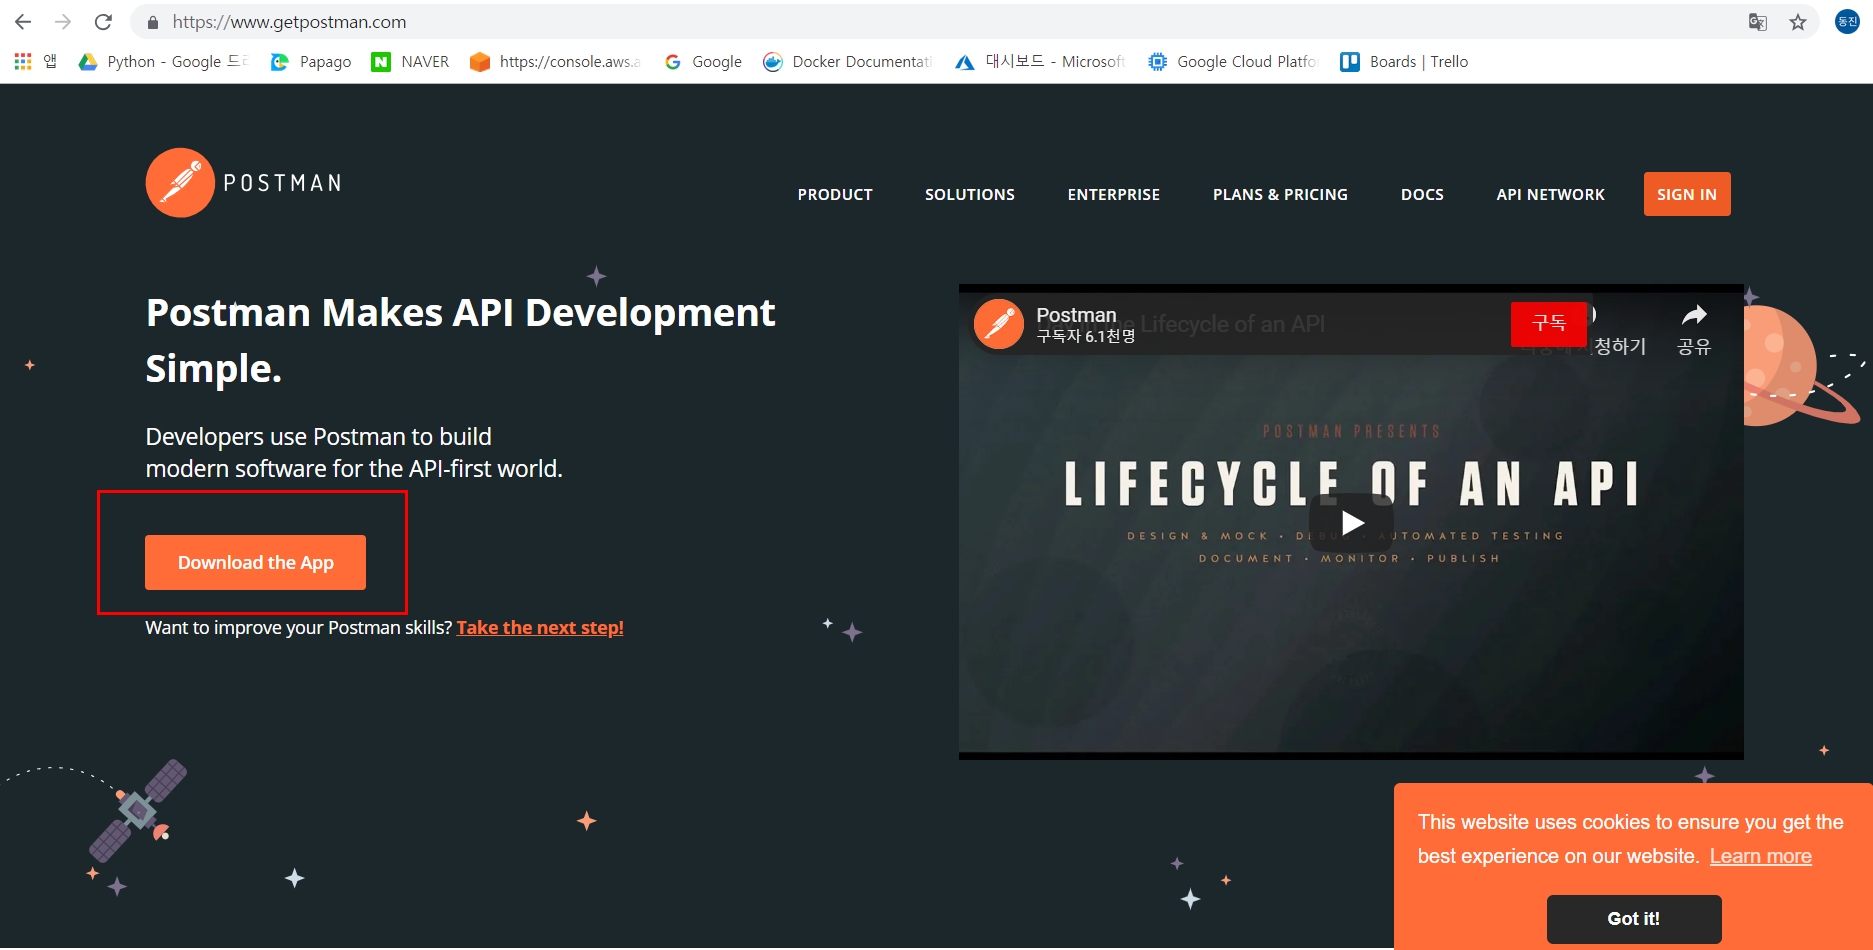 https://www.getpostman.com
동진
앱
Python - Google 드
Papago
NAVER
https://console.aws.a
Google
Docker Documentati
대시보드 - Microsoft
Google Cloud Platfo
Boards | Trello
POSTMAN
PRODUCT
SOLUTIONS
ENTERPRISE
PLANS & PRICING
DOCS
API NETWORK
SIGN IN
Postman Makes API Development
Simple.
Developers use Postman to build
modern software for the API-first world.
Download the App
Want to improve your Postman skills? Take the next step!
Postman
Lifecycle of an API
구독자 6.1천명
구독
청하기
공유
POSTMAN PRESENTS
LIFECYCLE OF AN API
DESIGN & MOCK • DEBUG • AUTOMATED TESTING
DOCUMENT • MONITOR • PUBLISH
This website uses cookies to ensure you get the
best experience on our website. Learn more
Got it!